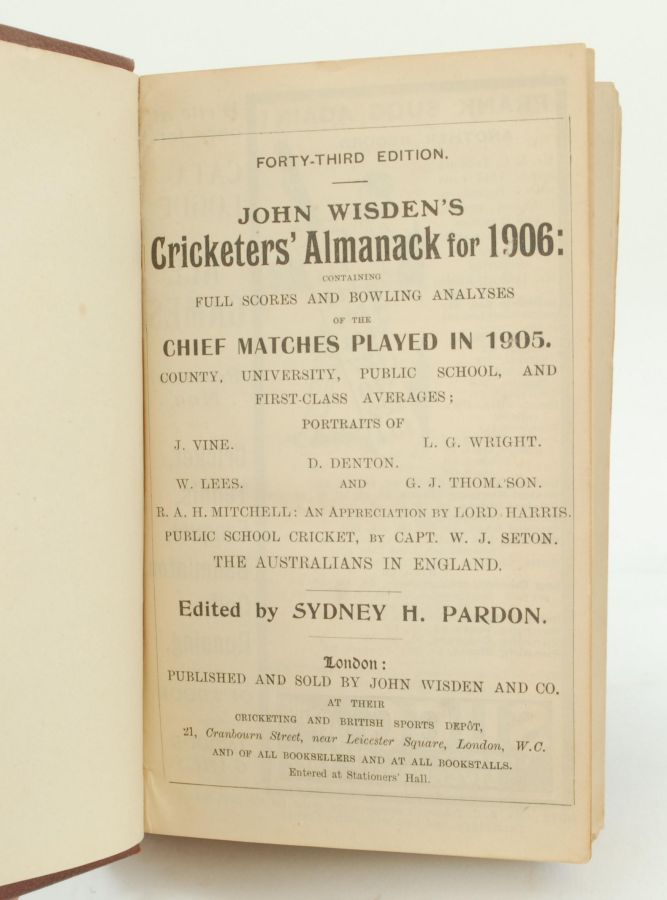 FORTY-THIRD EDITION.
JOHN WISDEN'S
Cricketers' Almanack for 1906:
CONTAINING
FULL SCORES AND BOWLING ANALYSES
OF THE
CHIEF MATCHES PLAYED IN 1905.
COUNTY, UNIVERSITY, PUBLIC SCHOOL, AND
FIRST-CLASS AVERAGES;
PORTRAITS OF
J. VINE. L. G. WRIGHT.
D. DENTON.
W. LEES. AND G. J. THOMPSON.
R. A. H. MITCHELL: AN APPRECIATION BY LORD HARRIS.
PUBLIC SCHOOL CRICKET, BY CAPT. W. J. SETON.
THE AUSTRALIANS IN ENGLAND.
Edited by SYDNEY H. PARDON.
London:
PUBLISHED AND SOLD BY JOHN WISDEN AND CO.
AT THEIR
CRICKETING AND BRITISH SPORTS DEPÔT,
21, Cranbourn Street, near Leicester Square, London, W.C.
AND OF ALL BOOKSELLERS AND AT ALL BOOKSTALLS.
Entered at Stationers' Hall.